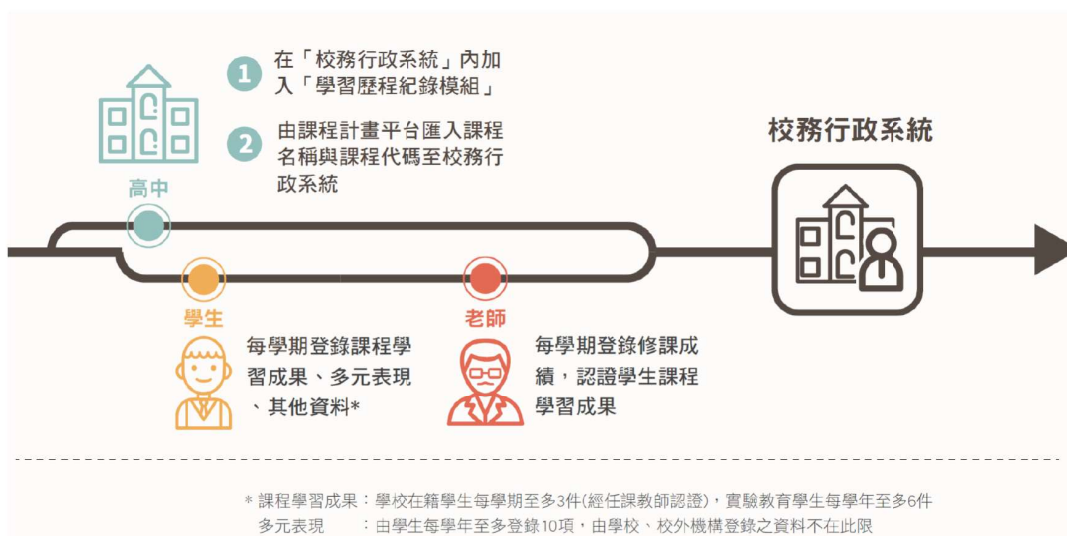 1 在「校務行政系統」內加
入「學習歷程紀錄模組」
2 由課程計畫平台匯入課程
名稱與課程代碼至校務行
政系統
高中
校務行政系統
學生
每學期登錄課程學
習成果、多元表現
、其他資料*
老師
每學期登錄修課成
績，認證學生課程
學習成果
* 課程學習成果：學校在籍學生每學期至多3件(經任課教師認證)，實驗教育學生每學年至多6件
多元表現 ：由學生每學年至多登錄10項，由學校、校外機構登錄之資料不在此限